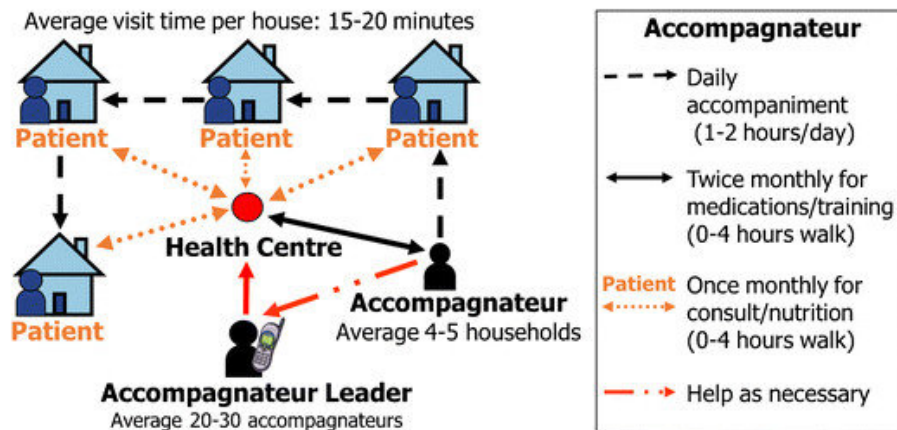 Average visit time per house: 15-20 minutes
Patient
Patient
Patient
Patient
Health Centre
Accompagnateur
Average 4-5 households
Accompagnateur Leader
Average 20-30 accompagnateurs
Accompagnateur
Daily
accompaniment
(1-2 hours/day)
Twice monthly for
medications/training
(0-4 hours walk)
Patient
Once monthly for
consult/nutrition
(0-4 hours walk)
Help as necessary